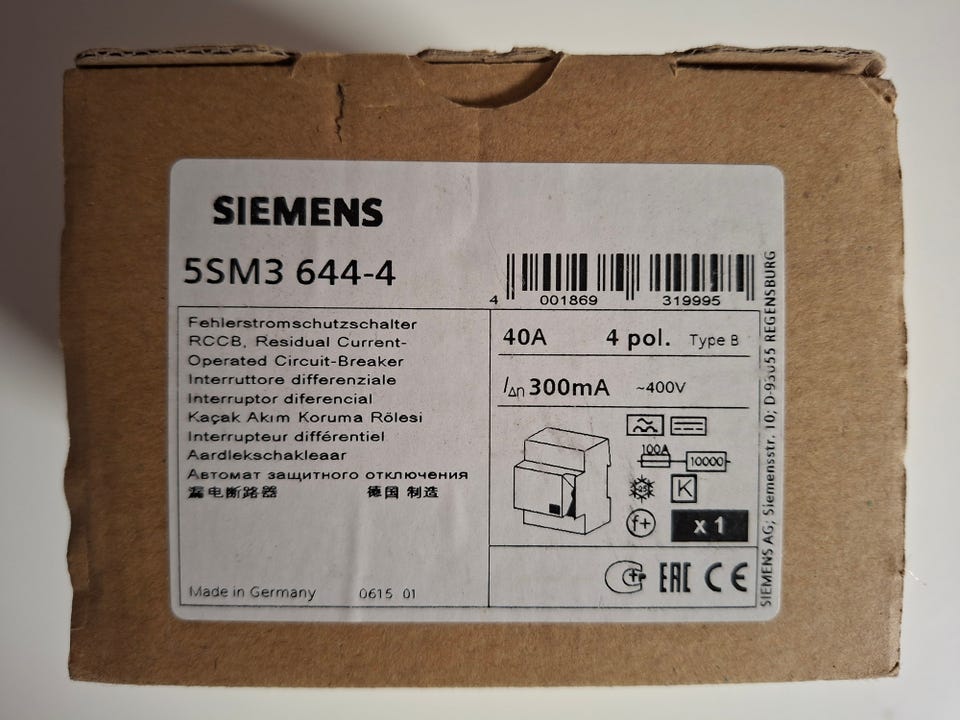 SIEMENS
5SM3 644-4
4 001869 319995
Fehlerstromschutzschalter
RCCB, Residual Current-
Operated Circuit-Breaker
Interruttore differenziale
Interruptor diferencial
Kaçak Akım Koruma Rölesi
Interrupteur différentiel
Aardlekschakleaar
Автомат защитного отключения
漏电断路器 德国 制造
Made in Germany 0615 01
40A 4 pol. Type B
I∆n 300mA ~400V
100A
10000
-25
K
f+ x 1
EAC CE
SIEMENS AG; Siemensstr. 10; D-93055 REGENSBURG